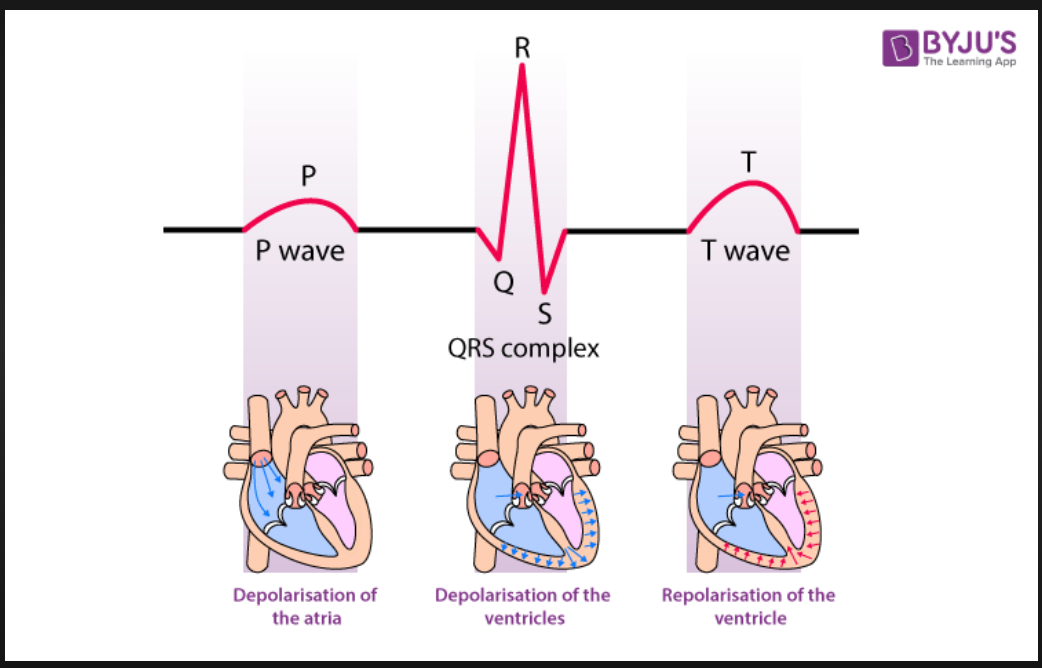 BYJU'S
The Learning App
R
P
T
P wave
T wave
Q
S
QRS complex
Depolarisation of
the atria
Depolarisation of the
ventricles
Repolarisation of the
ventricle